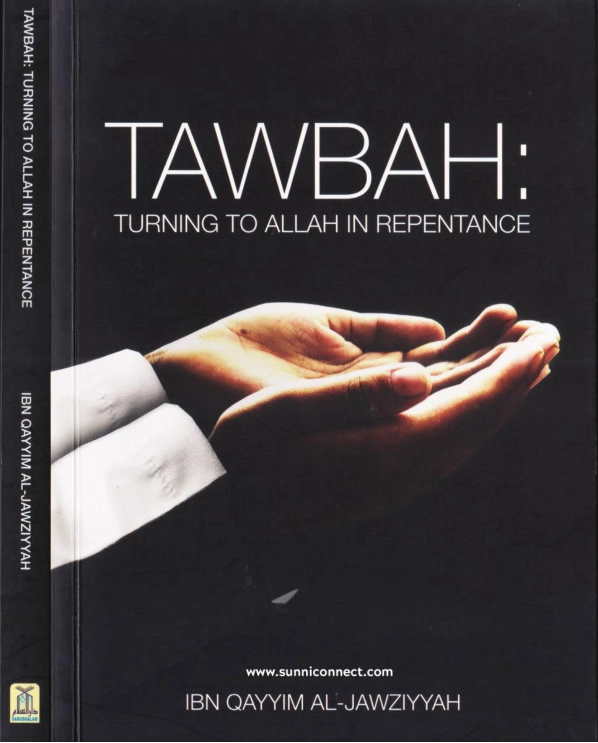 TAWBAH: TURNING TO ALLAH IN REPENTANCE
IBN QAYYIM AL-JAWZIYYAH
DARUSSALAM
TAWBAH:
TURNING TO ALLAH IN REPENTANCE
www.sunniconnect.com
IBN QAYYIM AL-JAWZIYYAH